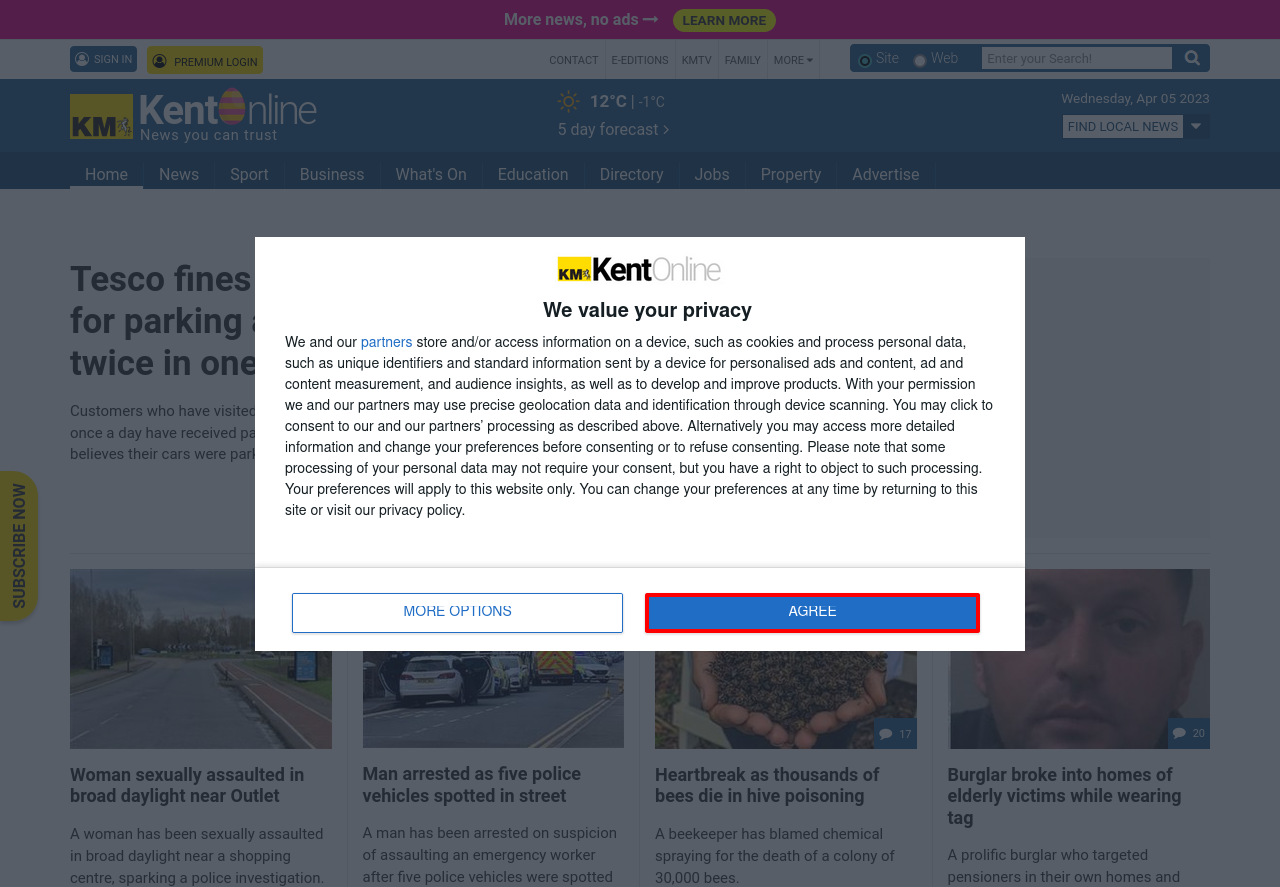 More news, no ads LEARN MORE
SIGN IN
PREMIUM LOGIN
CONTACT
E-EDITIONS
KMTV
FAMILY
MORE
Site
Web
Enter your Search!
KM KentOnline
News you can trust
12°C | -1°C
5 day forecast
Wednesday, Apr 05 2023
FIND LOCAL NEWS
Home News Sport Business What's On Education Directory Jobs Property Advertise
Tesco fines
for parking
twice in one
Customers who have visited
once a day have received
believes their cars were
SUBSCRIBE NOW
KM KentOnline
We value your privacy
We and our partners store and/or access information on a device, such as cookies and process personal data,
such as unique identifiers and standard information sent by a device for personalised ads and content, ad and
content measurement, and audience insights, as well as to develop and improve products. With your permission
we and our partners may use precise geolocation data and identification through device scanning. You may click to
consent to our and our partners’ processing as described above. Alternatively you may access more detailed
information and change your preferences before consenting or to refuse consenting. Please note that some
processing of your personal data may not require your consent, but you have a right to object to such processing.
Your preferences will apply to this website only. You can change your preferences at any time by returning to this
site or visit our privacy policy.
MORE OPTIONS
AGREE
17
20
Woman sexually assaulted in
broad daylight near Outlet
A woman has been sexually assaulted
in broad daylight near a shopping
centre, sparking a police investigation.
Man arrested as five police
vehicles spotted in street
A man has been arrested on suspicion
of assaulting an emergency worker
after five police vehicles were spotted
Heartbreak as thousands of
bees die in hive poisoning
A beekeeper has blamed chemical
spraying for the death of a colony of
30,000 bees.
Burglar broke into homes of
elderly victims while wearing
tag
A prolific burglar who targeted
pensioners in their own homes and